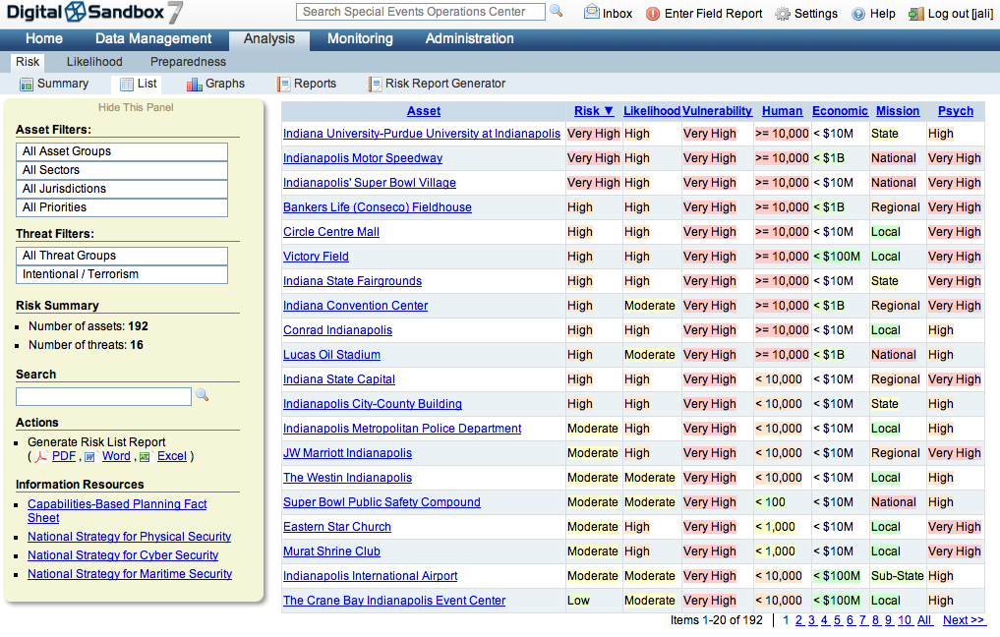 Digital Sandbox 7
Search Special Events Operations Center
Inbox Enter Field Report Settings Help Log out [jali]
Home Data Management Analysis Monitoring Administration
Risk Likelihood Preparedness
Summary List Graphs Reports Risk Report Generator
Hide This Panel
Asset Filters:
All Asset Groups
All Sectors
All Jurisdictions
All Priorities
Threat Filters:
All Threat Groups
Intentional / Terrorism
Risk Summary
Number of assets: 192
Number of threats: 16
Search
Actions
Generate Risk List Report
( PDF , Word , Excel )
Information Resources
Capabilities-Based Planning Fact
Sheet
National Strategy for Physical Security
National Strategy for Cyber Security
National Strategy for Maritime Security
Asset Risk ▼ Likelihood Vulnerability Human Economic Mission Psych
Indiana University-Purdue University at Indianapolis Very High High Very High >= 10,000 < $10M State High
Indianapolis Motor Speedway Very High High Very High >= 10,000 < $1B National Very High
Indianapolis' Super Bowl Village Very High High Very High >= 10,000 < $10M National Very High
Bankers Life (Conseco) Fieldhouse High High Very High >= 10,000 < $1B Regional Very High
Circle Centre Mall High High Very High >= 10,000 < $10M Local Very High
Victory Field High High Very High >= 10,000 < $100M Local Very High
Indiana State Fairgrounds High High Very High >= 10,000 < $10M State Very High
Indiana Convention Center High Moderate Very High >= 10,000 < $1B Regional Very High
Conrad Indianapolis High High Very High >= 10,000 < $10M Local High
Lucas Oil Stadium High Moderate Very High >= 10,000 < $1B National High
Indiana State Capital High High Very High < 10,000 < $10M Regional Very High
Indianapolis City-County Building High High Very High < 10,000 < $10M State High
Indianapolis Metropolitan Police Department Moderate High Very High < 10,000 < $10M Local High
JW Marriott Indianapolis Moderate High Very High < 10,000 < $10M Regional Very High
The Westin Indianapolis Moderate Moderate Very High < 10,000 < $10M Local High
Super Bowl Public Safety Compound Moderate Moderate Very High < 100 < $10M National High
Eastern Star Church Moderate High Very High < 1,000 < $10M Local Very High
Murat Shrine Club Moderate High Very High < 1,000 < $10M Local Very High
Indianapolis International Airport Moderate Moderate Very High < 10,000 < $100M Sub-State High
The Crane Bay Indianapolis Event Center Low Moderate Very High < 10,000 < $100M Local High
Items 1-20 of 192 | 1 2 3 4 5 6 7 8 9 10 All Next >>